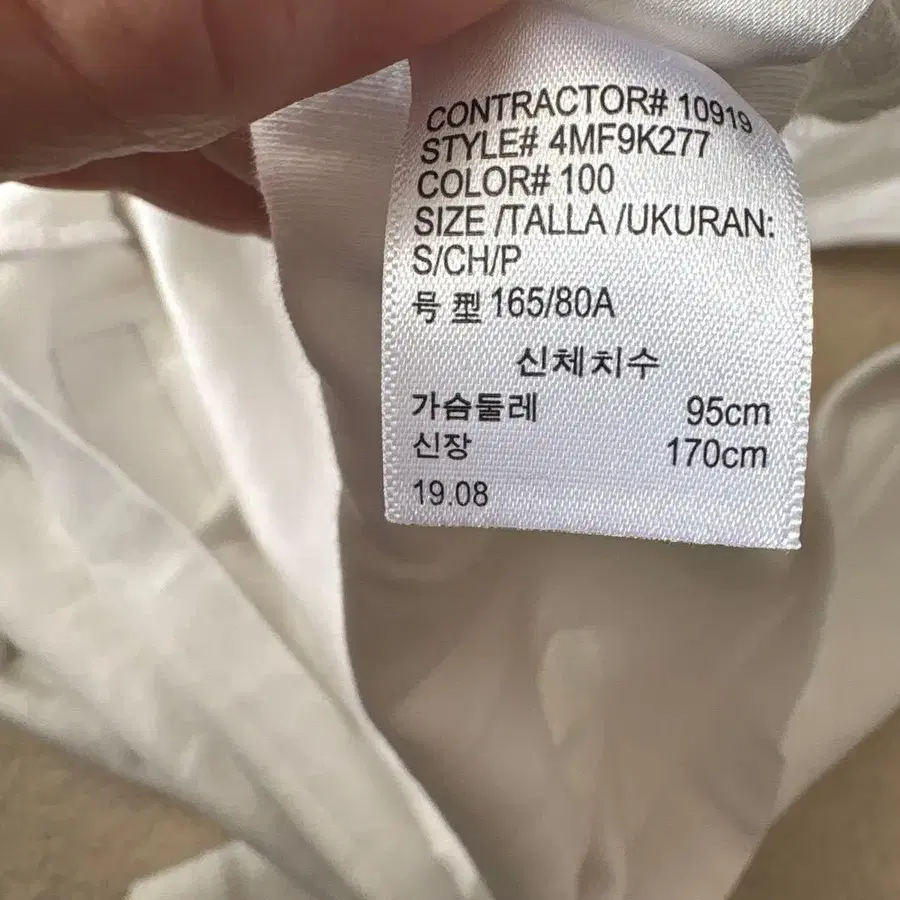 CONTRACTOR# 10919
STYLE# 4MF9K277
COLOR# 100
SIZE /TALLA /UKURAN:
S/CH/P
号 型 165/80A
신체치수
가슴둘레 95cm
신장 170cm
19.08